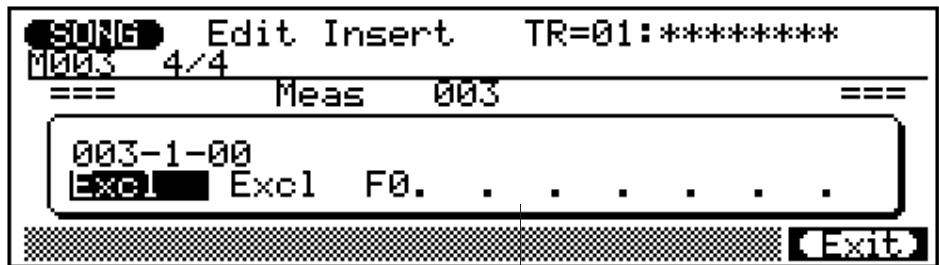 SONG Edit Insert TR=01:********
M003 4/4
=== Meas 003 ===
003-1-00
Excl Excl F0. . . . . . .
Exit